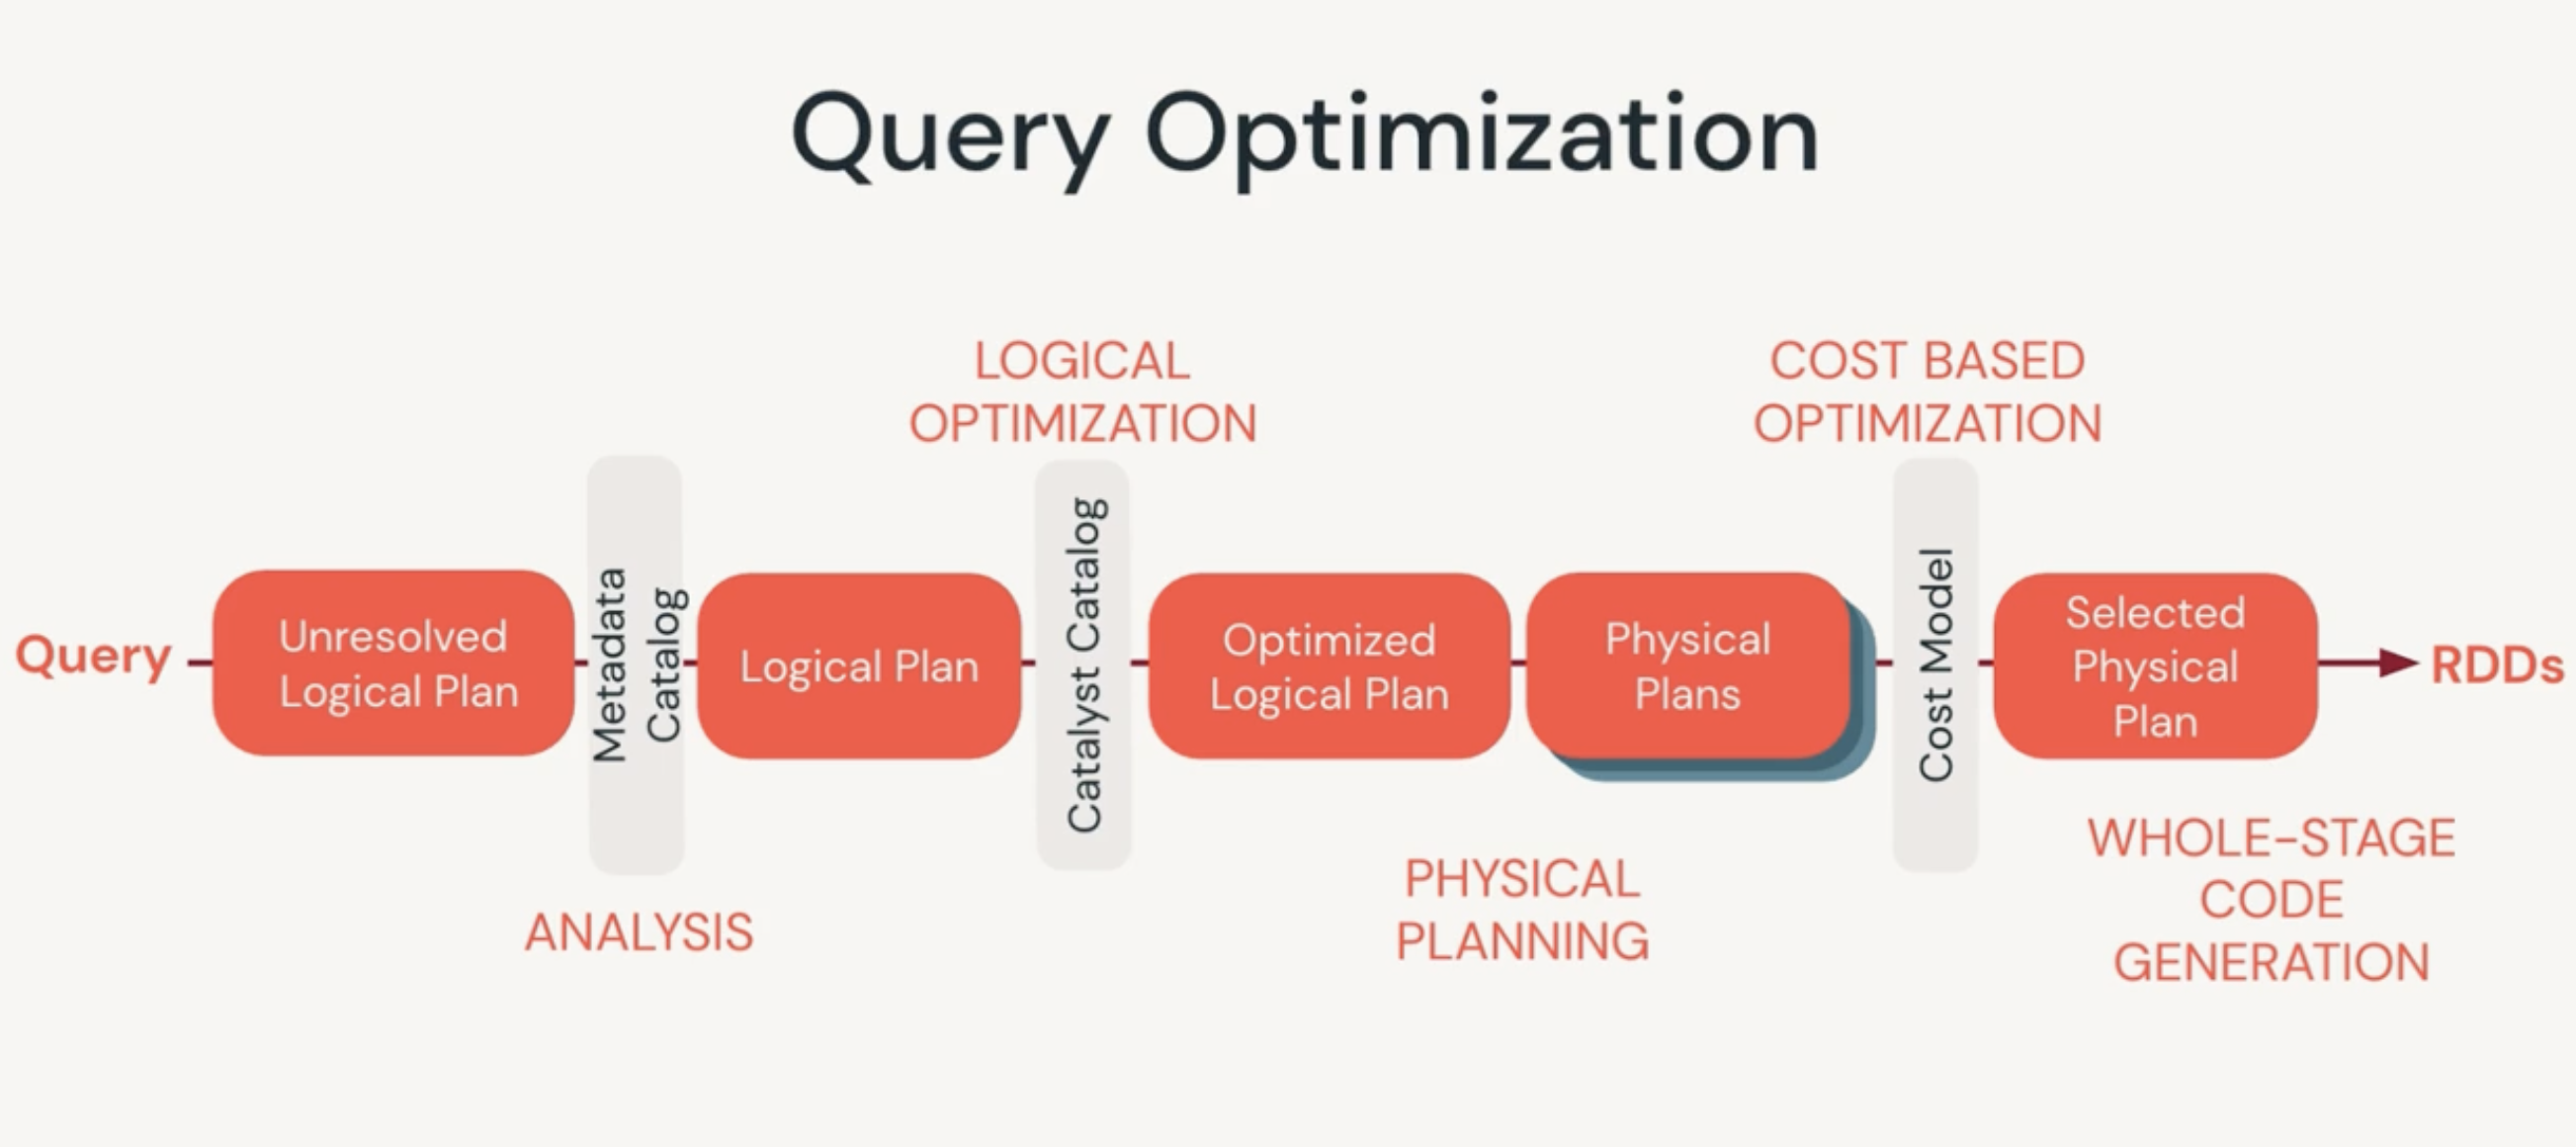 Query Optimization
LOGICAL
OPTIMIZATION
COST BASED
OPTIMIZATION
Query
Unresolved
Logical Plan
Metadata
Catalog
Logical Plan
Catalyst Catalog
Optimized
Logical Plan
Physical
Plans
Cost Model
Selected
Physical
Plan
RDDs
ANALYSIS
PHYSICAL
PLANNING
WHOLE-STAGE
CODE
GENERATION